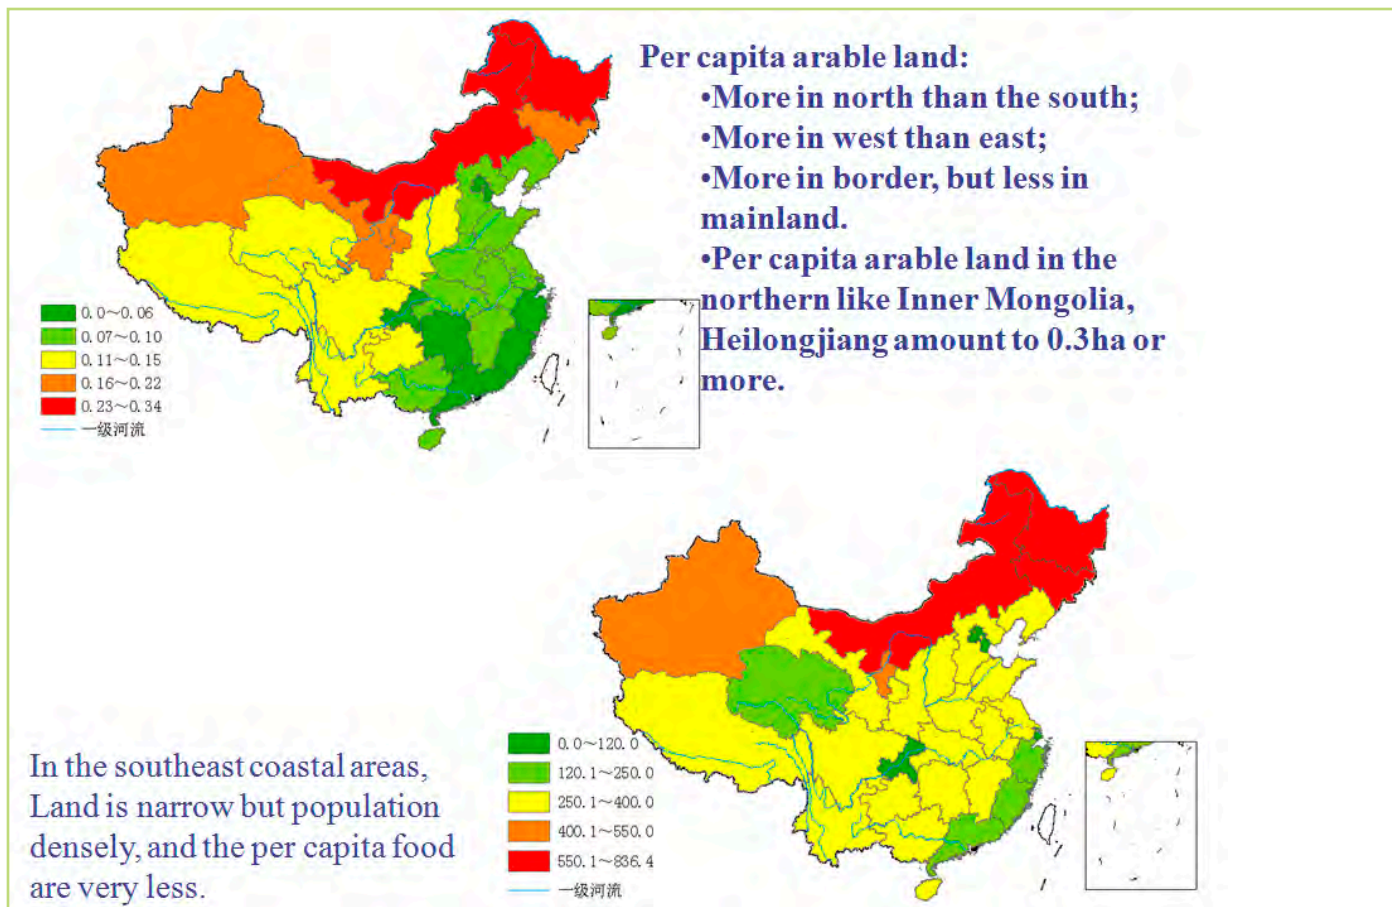 Per capita arable land:
•More in north than the south;
•More in west than east;
•More in border, but less in
mainland.
•Per capita arable land in the
northern like Inner Mongolia,
Heilongjiang amount to 0.3ha or
more.
0.0～0.06
0.07～0.10
0.11～0.15
0.16～0.22
0.23～0.34
一级河流
In the southeast coastal areas,
Land is narrow but population
densely, and the per capita food
are very less.
0.0～120.0
120.1～250.0
250.1～400.0
400.1～550.0
550.1～836.4
一级河流